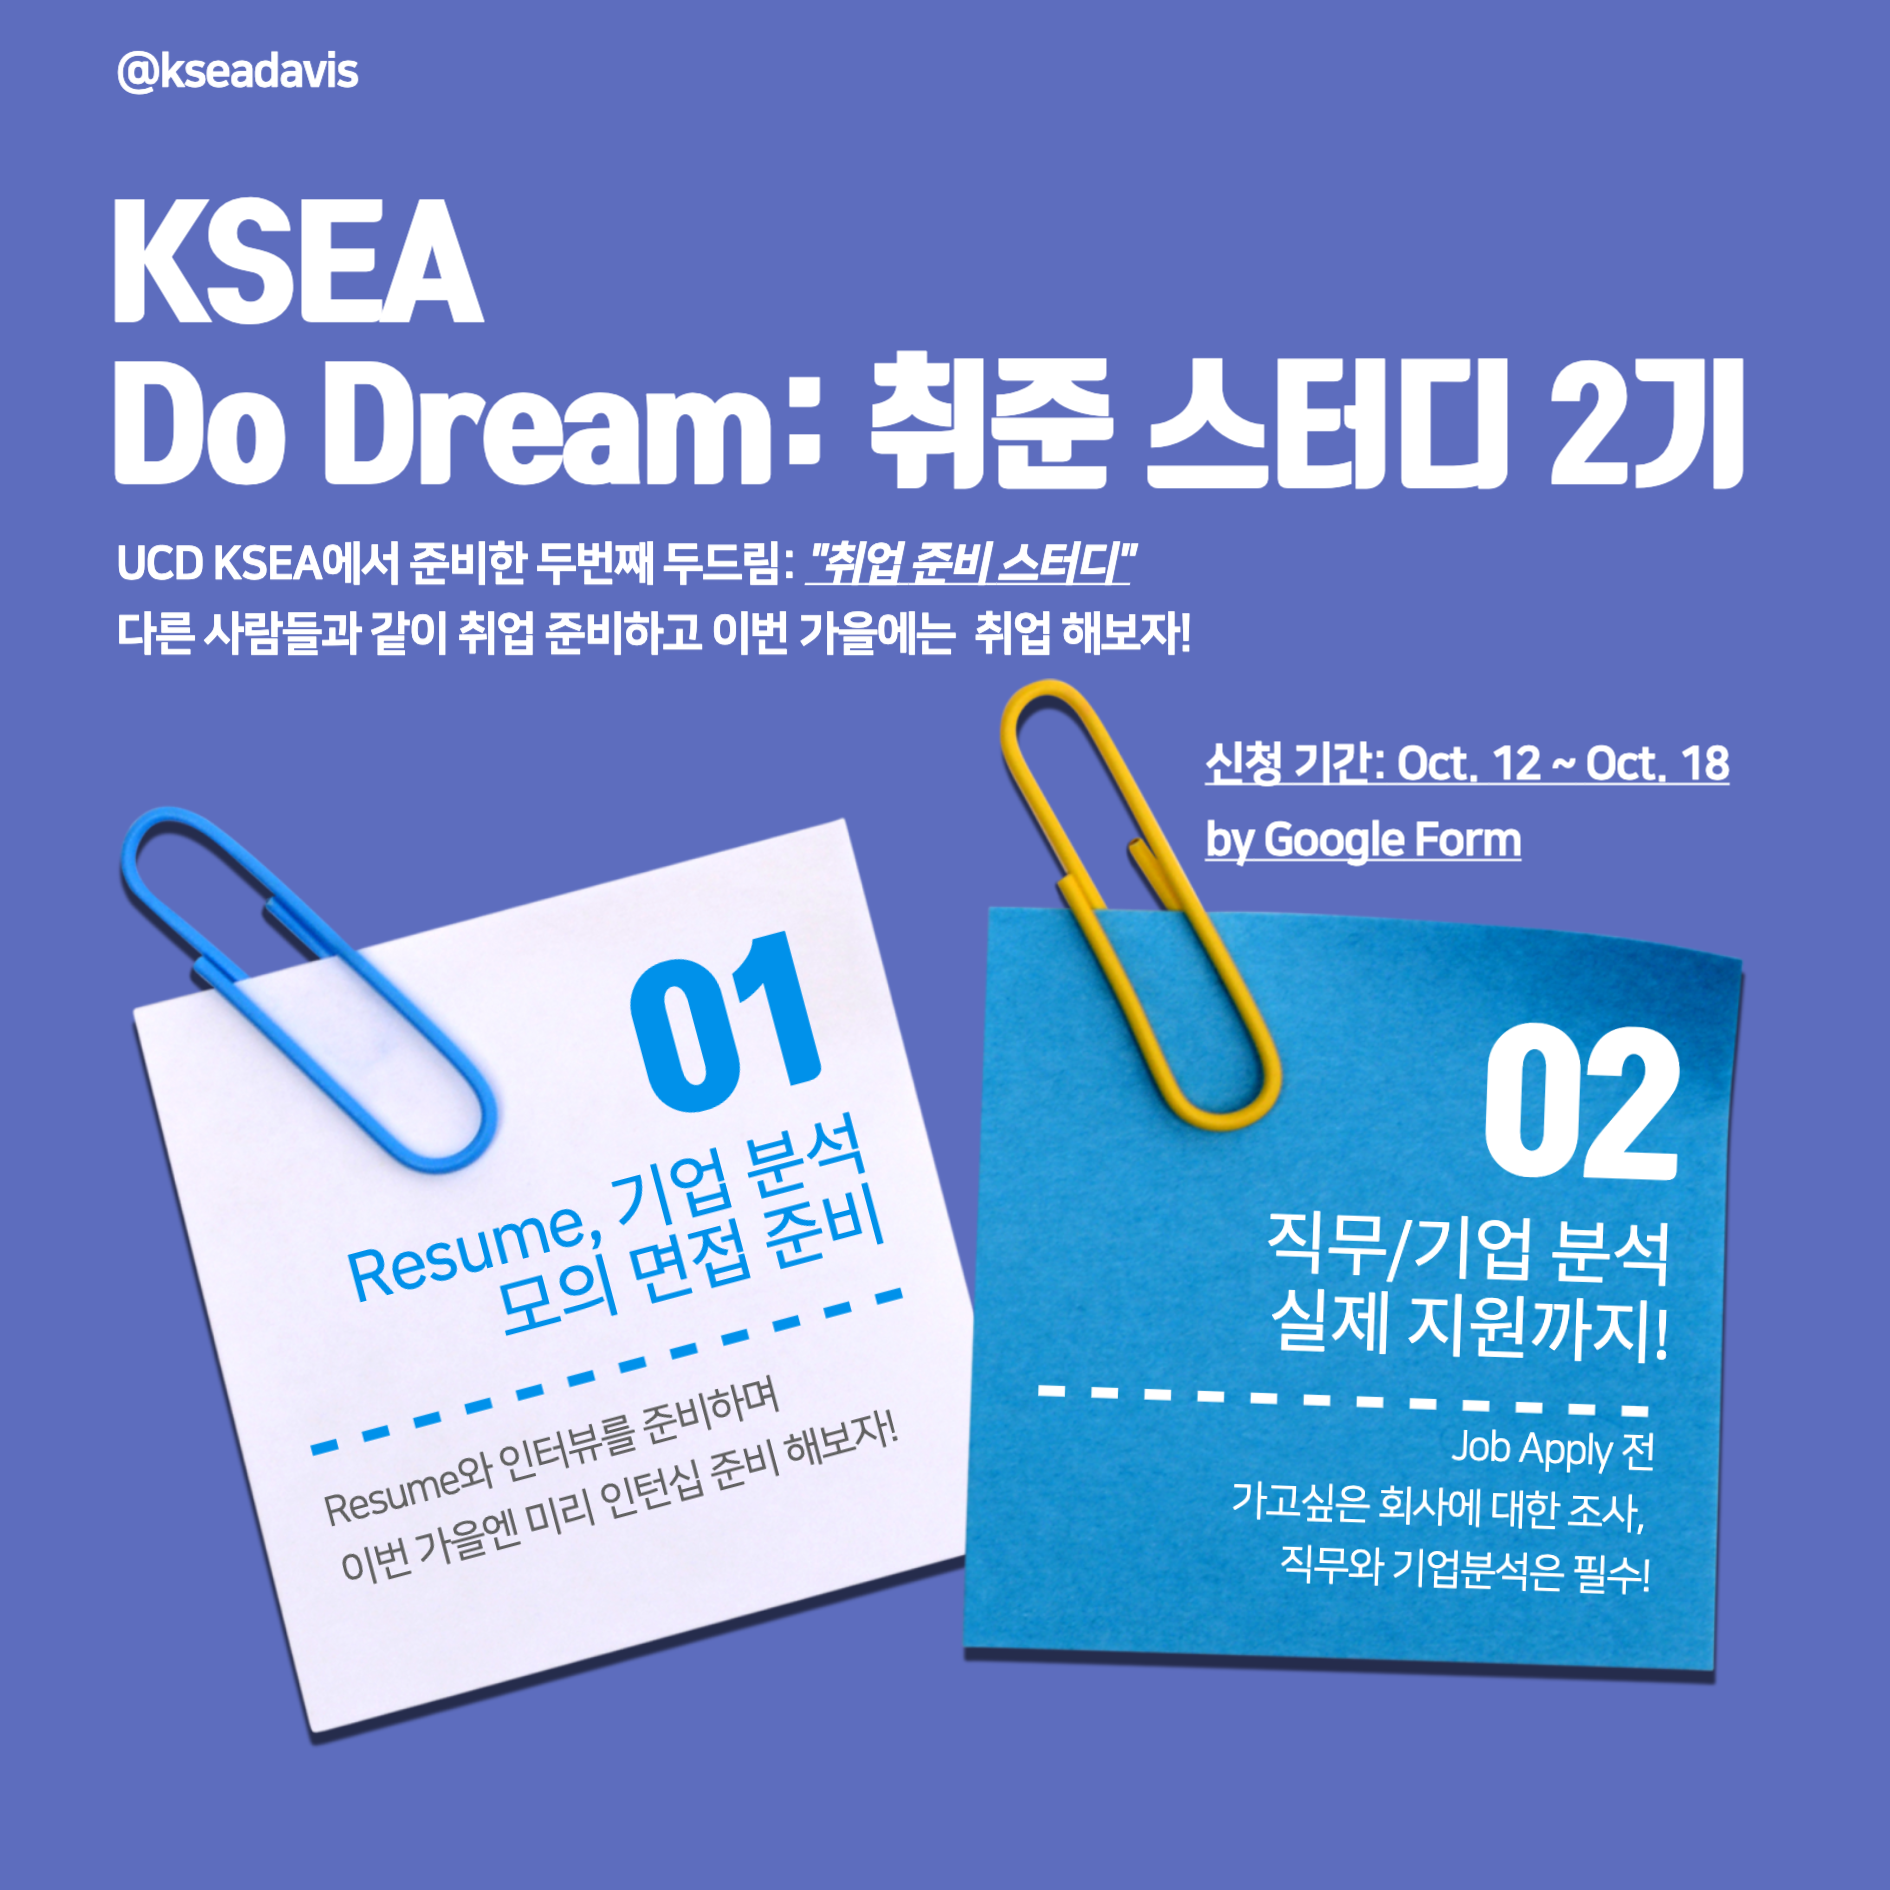 @kseadavis
KSEA
Do Dream: 취준 스터디 2기
UCD KSEA에서 준비한 두번째 두드림: "취업 준비 스터디"
다른 사람들과 같이 취업 준비하고 이번 가을에는 취업 해보자!
신청 기간: Oct. 12 ~ Oct. 18
by Google Form
01
Resume, 기업 분석
모의 면접 준비
Resume와 인터뷰를 준비하며
이번 가을엔 미리 인턴십 준비 해보자!
02
직무/기업 분석
실제 지원까지!
Job Apply 전
가고싶은 회사에 대한 조사,
직무와 기업분석은 필수!